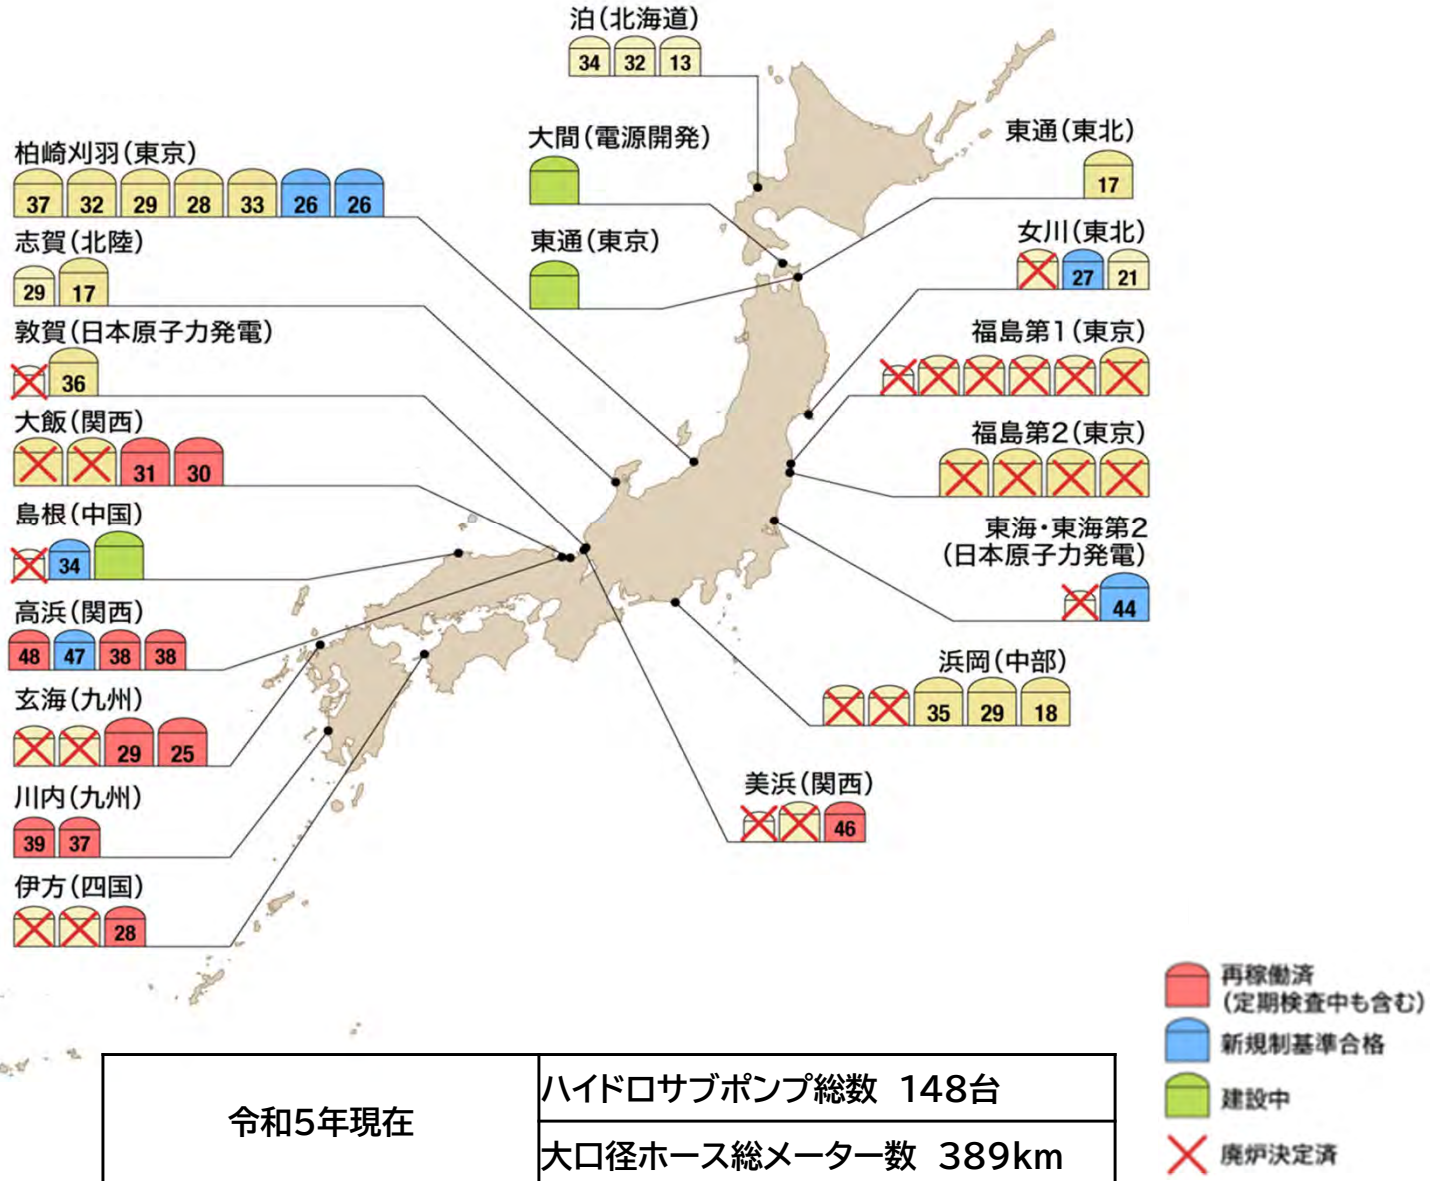 泊(北海道)
34 32 13
大間(電源開発)
東通(東北)
17
柏崎刈羽(東京)
37 32 29 28 33 26 26
東通(東京)
女川(東北)
27 21
志賀(北陸)
29 17
福島第1(東京)
敦賀(日本原子力発電)
36
大飯(関西)
31 30
福島第2(東京)
島根(中国)
34
東海・東海第2
(日本原子力発電)
44
高浜(関西)
48 47 38 38
浜岡(中部)
35 29 18
玄海(九州)
29 25
美浜(関西)
46
川内(九州)
39 37
伊方(四国)
28
再稼働済
(定期検査中も含む)
新規制基準合格
建設中
廃炉決定済
令和5年現在
ハイドロサブポンプ総数 148台
大口径ホース総メーター数 389km